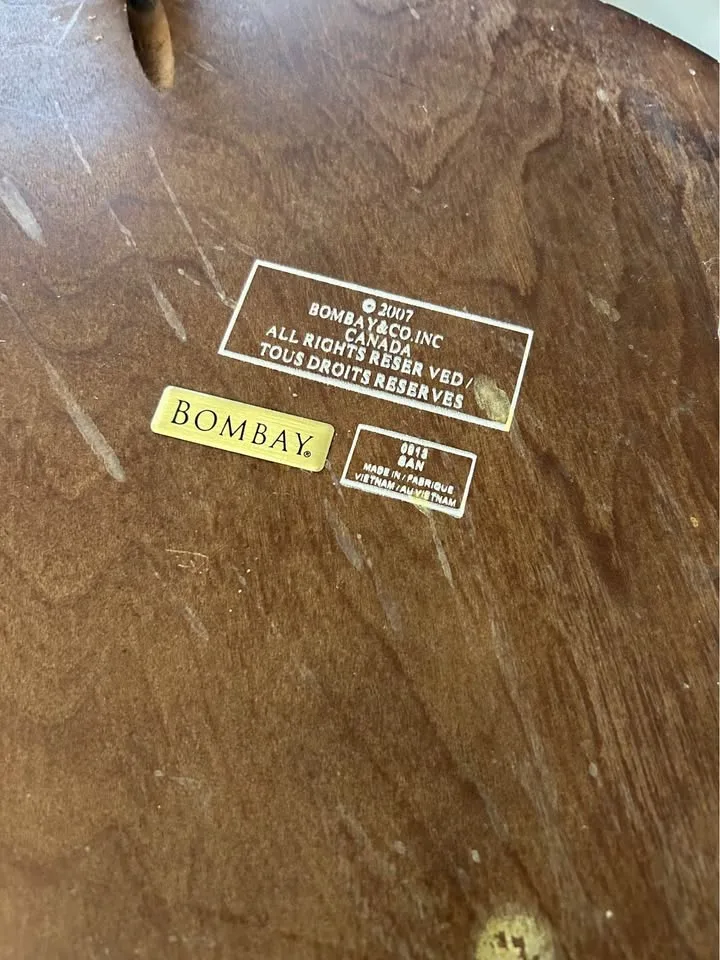 © 2007
BOMBAY&CO.INC
CANADA
ALL RIGHTS RESER VED /
TOUS DROITS RESERVES
BOMBAY®
SAN
MADE IN / FABRIQUE
VIETNAM / AU VIETNAM